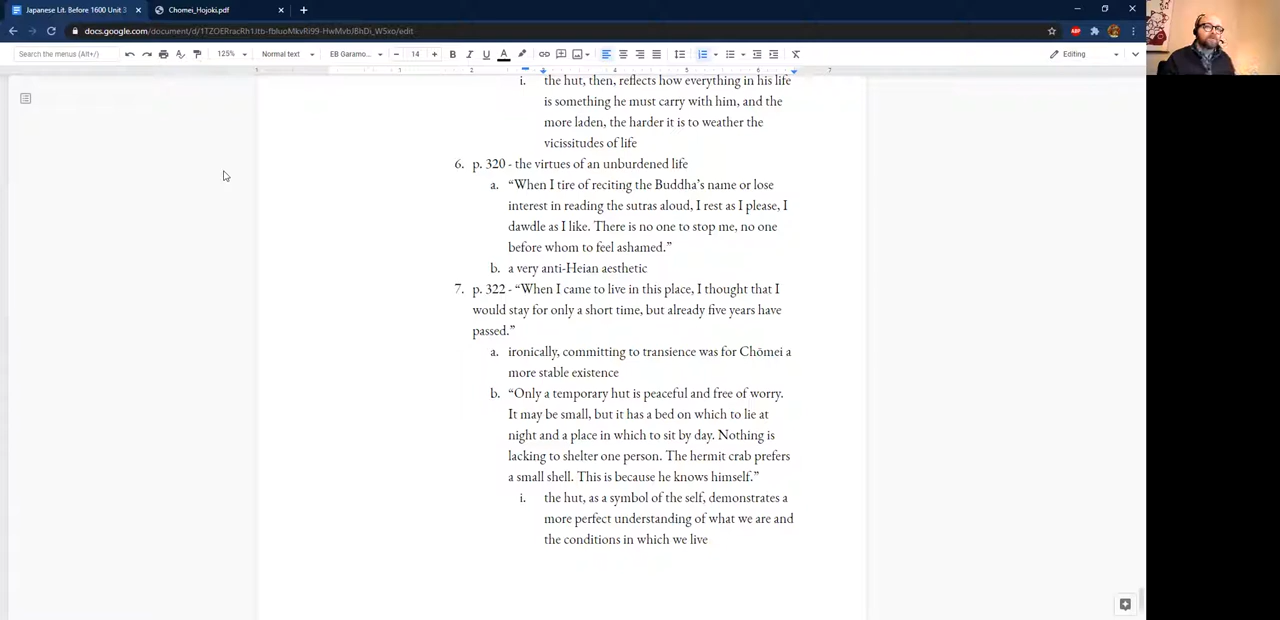 Japanese Lit. Before 1600 Unit 3
Chomei_Hojoki.pdf
Search the menus (Alt+/)
125%
Normal text
EB Garamo...
14
Editing
1
1
2
3
4
5
6
7
i. the hut, then, reflects how everything in his life
is something he must carry with him, and the
more laden, the harder it is to weather the
vicissitudes of life
6. p. 320 - the virtues of an unburdened life
a. “When I tire of reciting the Buddha’s name or lose
interest in reading the sutras aloud, I rest as I please, I
dawdle as I like. There is no one to stop me, no one
before whom to feel ashamed.”
b. a very anti-Heian aesthetic
7. p. 322 - “When I came to live in this place, I thought that I
would stay for only a short time, but already five years have
passed.”
a. ironically, committing to transience was for Chōmei a
more stable existence
b. “Only a temporary hut is peaceful and free of worry.
It may be small, but it has a bed on which to lie at
night and a place in which to sit by day. Nothing is
lacking to shelter one person. The hermit crab prefers
a small shell. This is because he knows himself.”
i. the hut, as a symbol of the self, demonstrates a
more perfect understanding of what we are and
the conditions in which we live